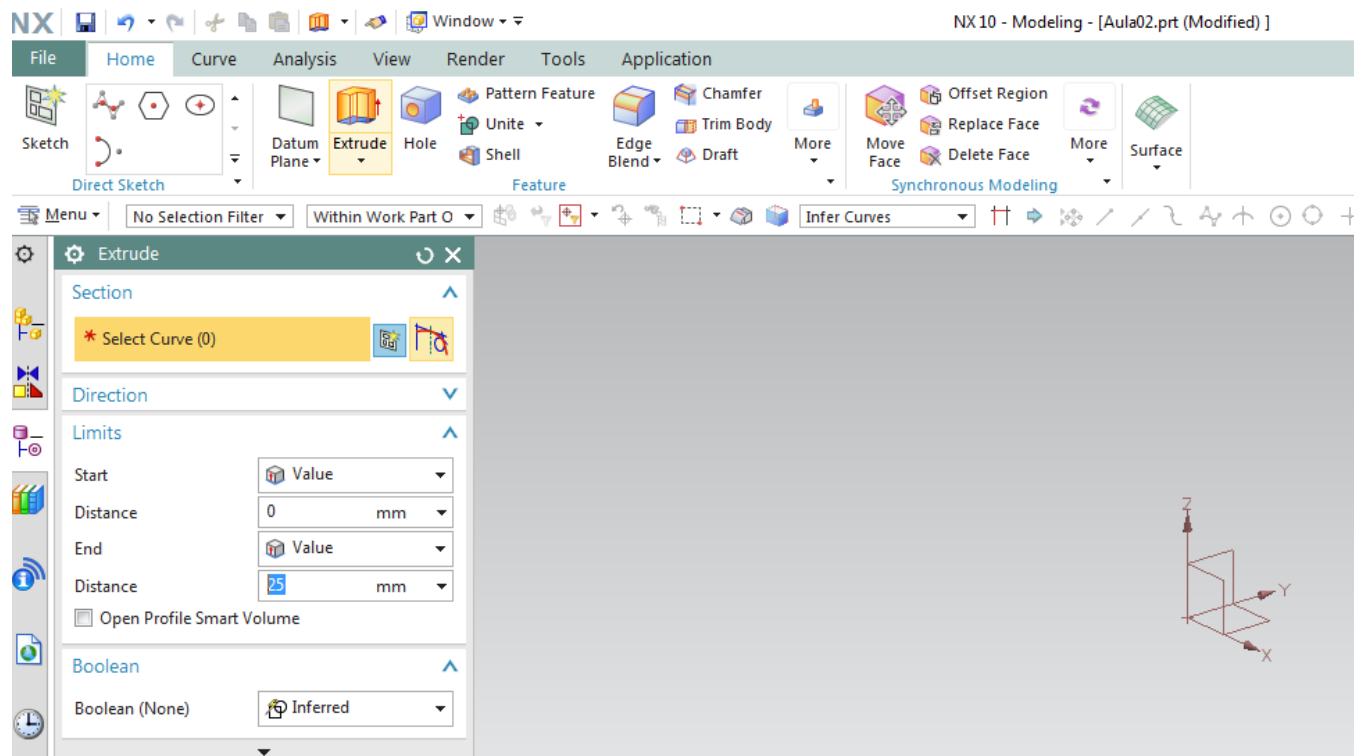 NX Window NX 10 - Modeling - [Aula02.prt (Modified) ]
File Home Curve Analysis View Render Tools Application
Sketch
Direct Sketch
Datum Plane
Extrude
Hole
Pattern Feature
Unite
Shell
Edge Blend
Chamfer
Trim Body
Draft
More
Feature
Move Face
Offset Region
Replace Face
Delete Face
More
Synchronous Modeling
Surface
Menu No Selection Filter Within Work Part O Infer Curves
Extrude
Section
* Select Curve (0)
Direction
Limits
Start Value
Distance 0 mm
End Value
Distance 25 mm
Open Profile Smart Volume
Boolean
Boolean (None) Inferred
Z
Y
X